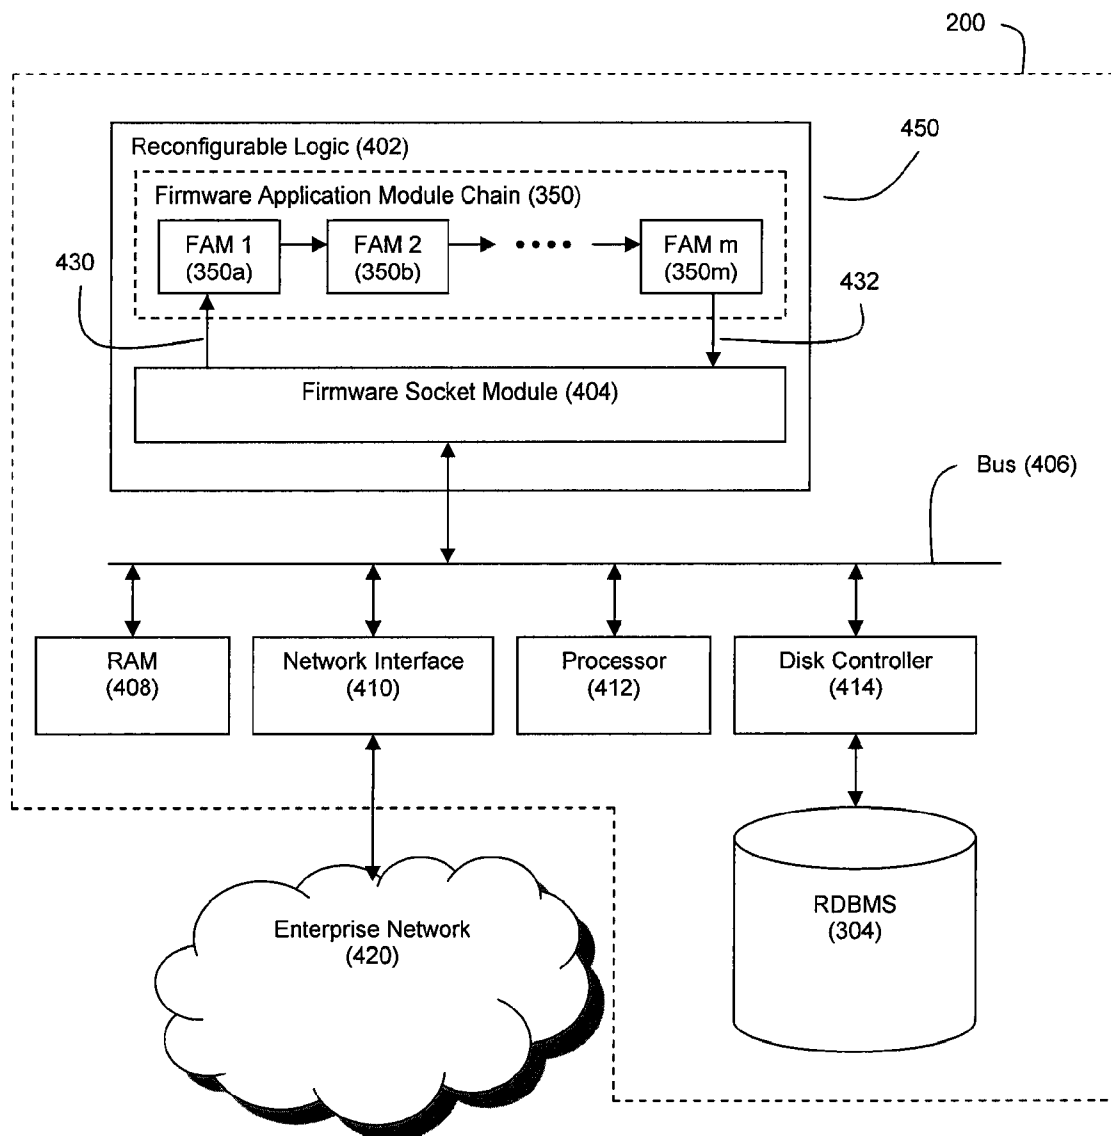 200
450
Reconfigurable Logic (402)
Firmware Application Module Chain (350)
FAM 1
(350a)
FAM 2
(350b)
FAM m
(350m)
430
432
Firmware Socket Module (404)
Bus (406)
RAM
(408)
Network Interface
(410)
Processor
(412)
Disk Controller
(414)
Enterprise Network
(420)
RDBMS
(304)